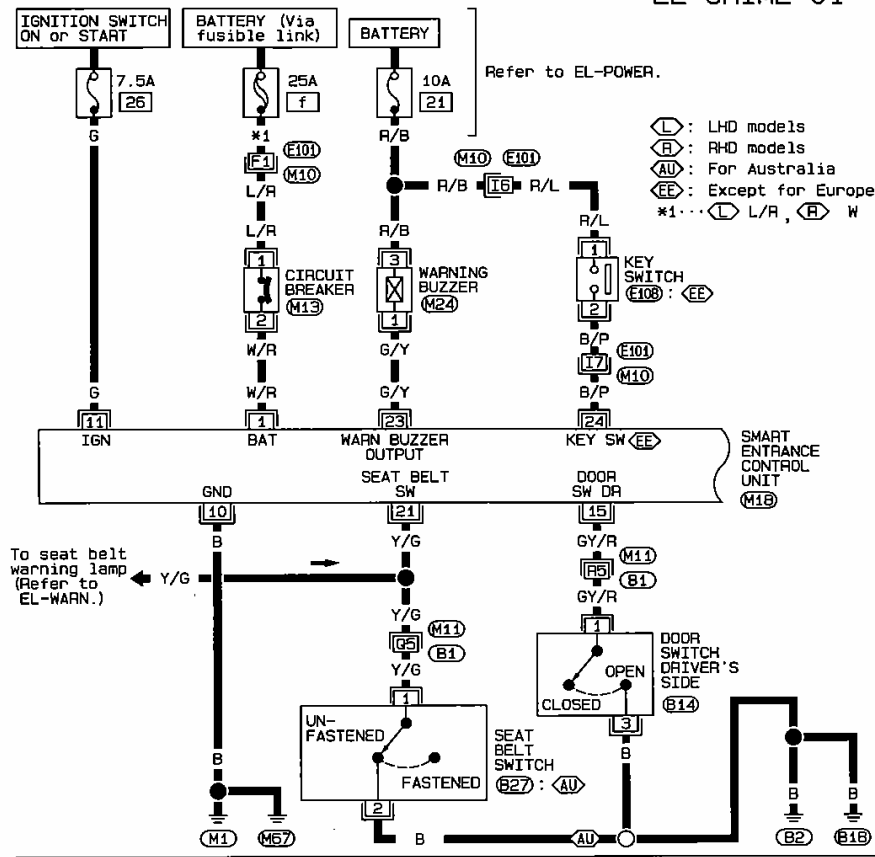 IGNITION SWITCH
ON or START
BATTERY (Via
fusible link)
BATTERY
7.5A
26
25A
f
10A
21
Refer to EL-POWER.
G
*1
R/B
F1
E101
M10
L/R
M10
E101
R/B
I6
R/L
L : LHD models
R : RHD models
AU : For Australia
EE : Except for Europe
*1··· L L/R , R W
L/R
R/B
R/L
1
CIRCUIT
BREAKER
M13
2
3
WARNING
BUZZER
M24
1
1
KEY
SWITCH
E108 : EE
2
W/R
G/Y
B/P
I7
E101
M10
G
W/R
G/Y
B/P
11
1
23
24
IGN
BAT
WARN BUZZER
OUTPUT
KEY SW EE
SMART
ENTRANCE
CONTROL
UNIT
M18
GND
SEAT BELT
SW
DOOR
SW DR
10
21
15
B
Y/G
GY/R
To seat belt
warning lamp
(Refer to
EL-WARN.)
Y/G
R5
M11
B1
Y/G
GY/R
Q5
M11
B1
Y/G
1
DOOR
SWITCH
DRIVER'S
SIDE
B14
OPEN
CLOSED
3
1
UN-
FASTENED
FASTENED
SEAT
BELT
SWITCH
B27 : AU
2
B
B
B
B
B
AU
M1
M67
B2
B16